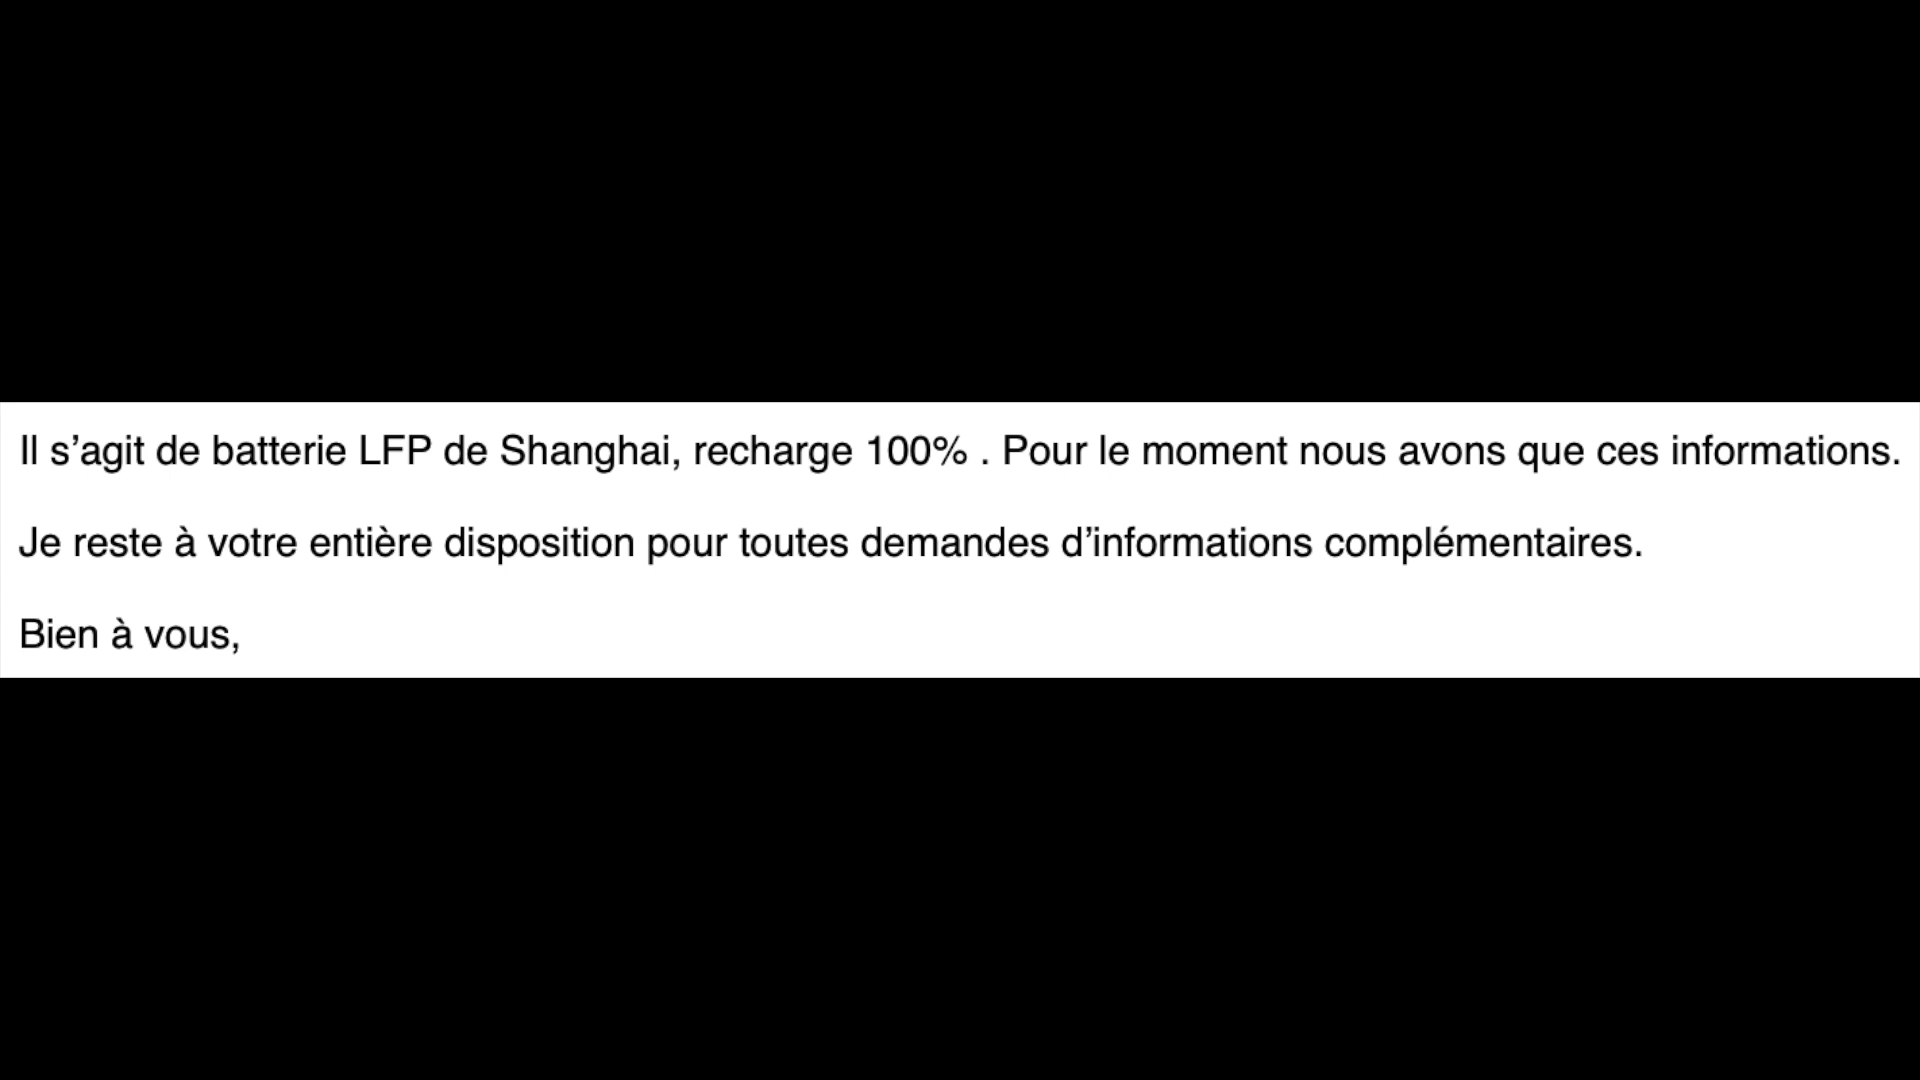 Il s’agit de batterie LFP de Shanghai, recharge 100% . Pour le moment nous avons que ces informations.
Je reste à votre entière disposition pour toutes demandes d’informations complémentaires.
Bien à vous,